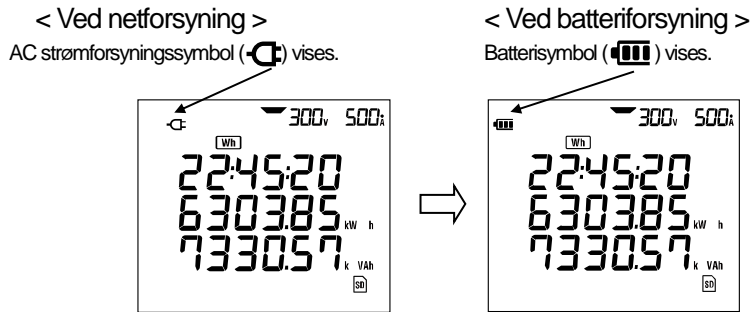 < Ved netforsyning >
AC strømforsyningssymbol ( ) vises.
300V 500A
Wh
22:45:20
6303.85 kW h
7330.57 k VAh
SD
< Ved batteriforsyning >
Batterisymbol ( ) vises.
300V 500A
Wh
22:45:20
6303.85 kW h
7330.57 k VAh
SD